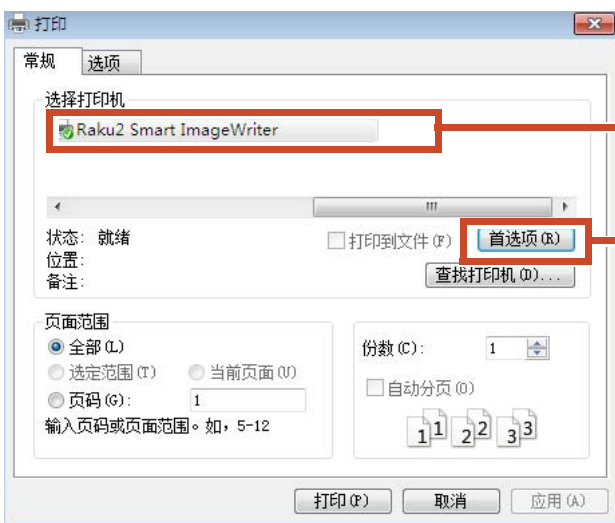 打印
常规 选项
选择打印机
Raku2 Smart ImageWriter
状态: 就绪
打印到文件(F) 首选项(R)
位置:
备注:
查找打印机(D)...
页面范围
全部(L)
选定范围(T) 当前页面(U)
页码(G): 1
输入页码或页面范围。如，5-12
份数(C): 1
自动分页(O)
1 1 2 2 3 3
打印(P) 取消 应用(A)